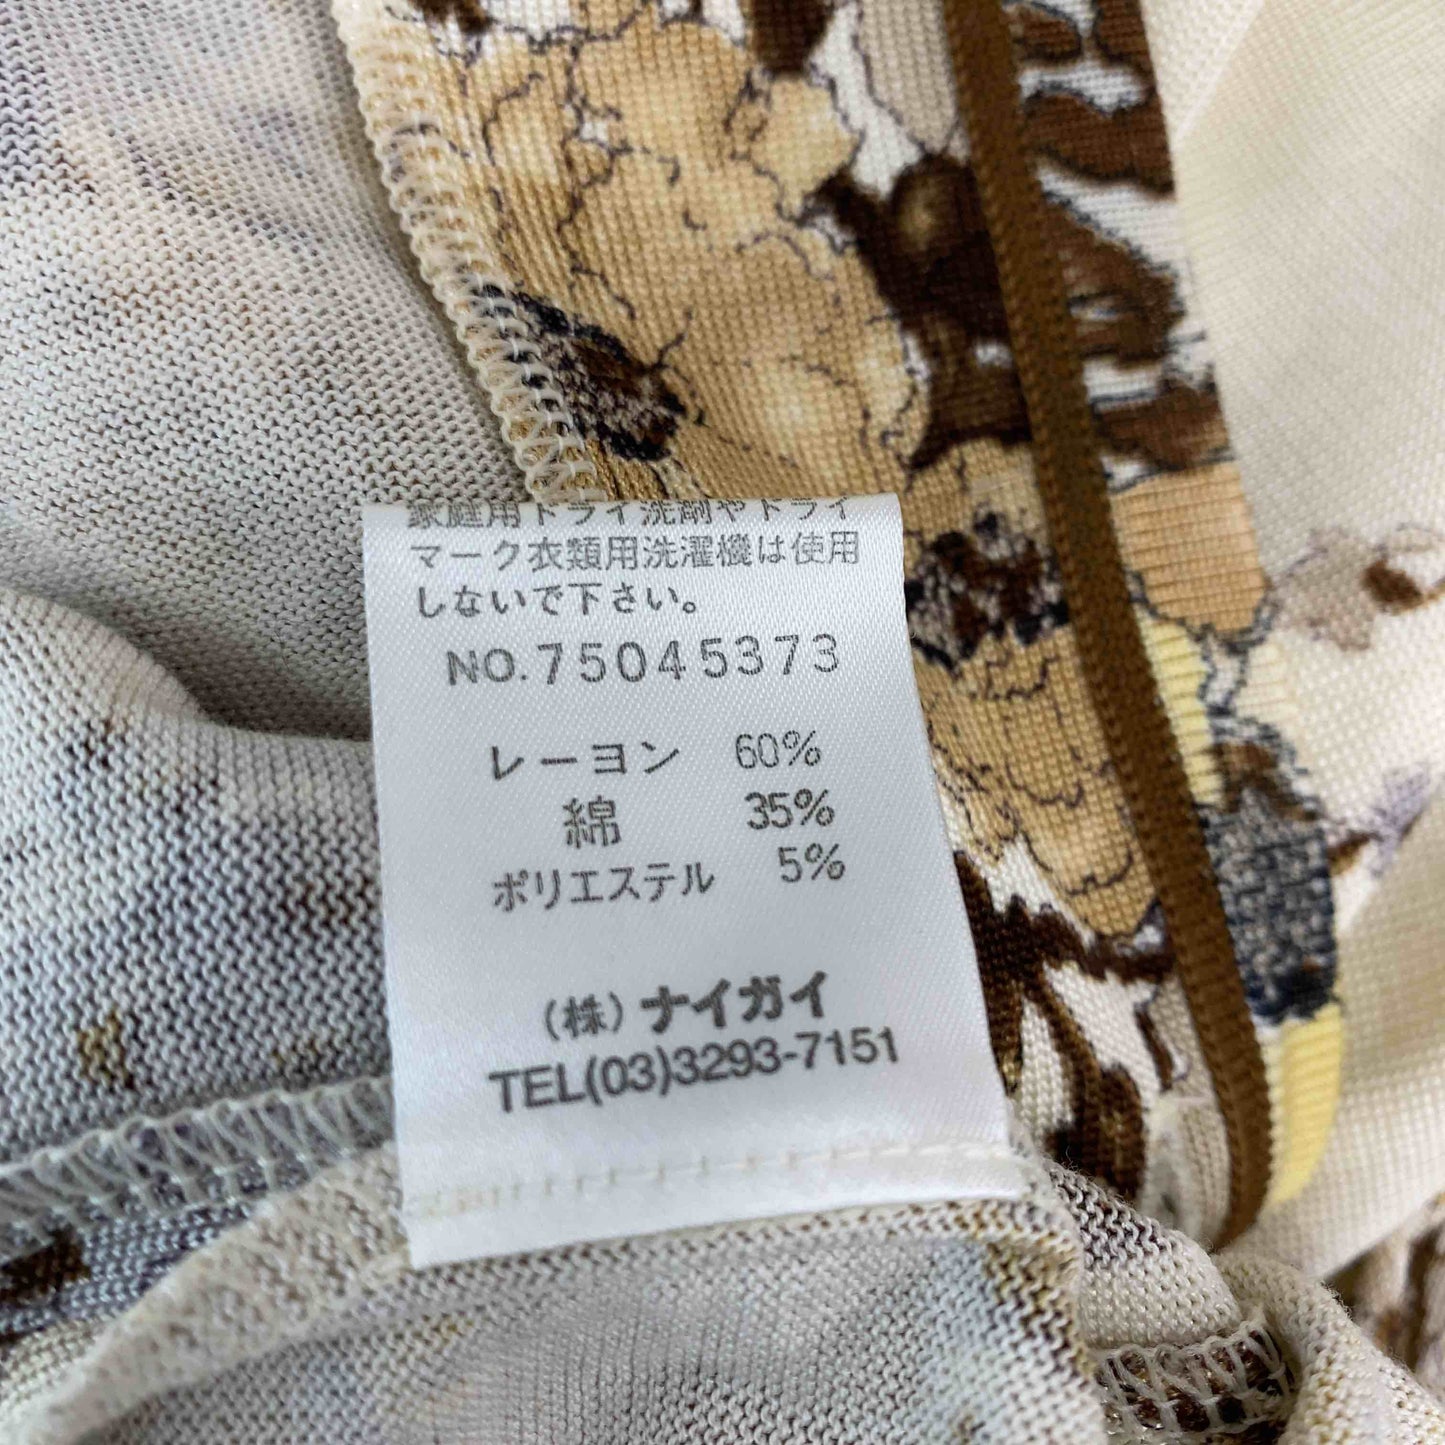 家庭用ドライ洗剤やドライ
マーク衣類用洗濯機は使用
しないで下さい。
NO.75045373
レーヨン 60%
綿 35%
ポリエステル 5%
(株)ナイガイ
TEL(03)3293-7151